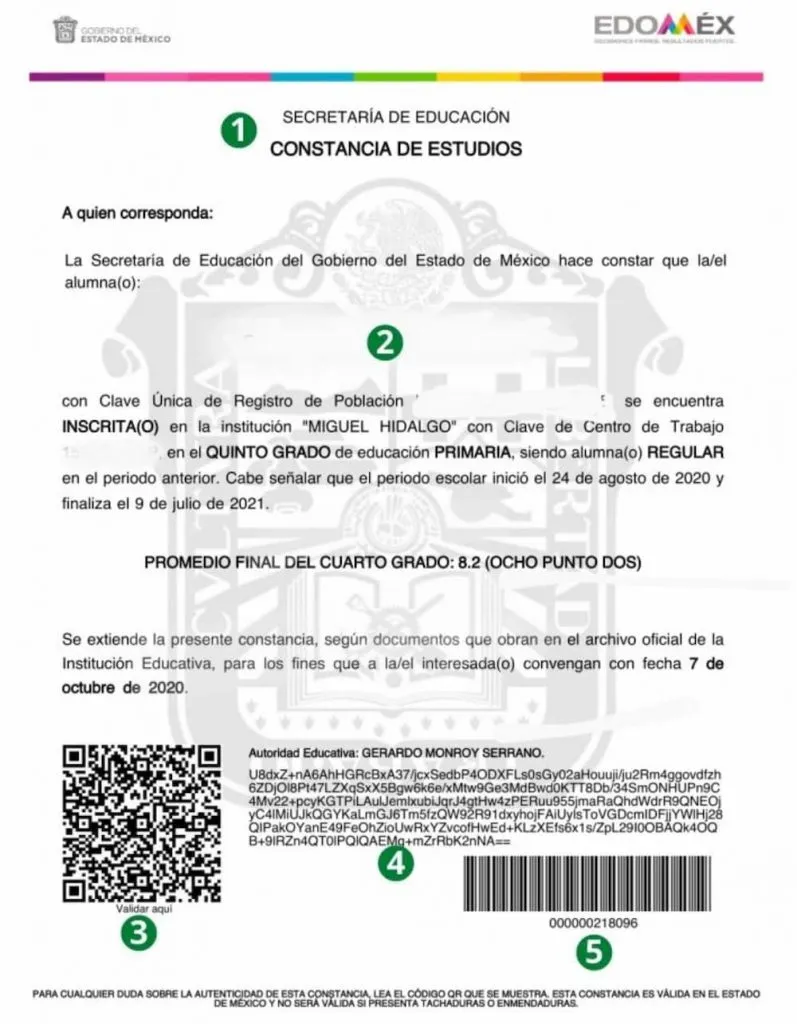 GOBIERNO DEL
ESTADO DE MÉXICO
EDOMÉX
DECISIONES FIRMES, RESULTADOS FUERTES.
1
SECRETARÍA DE EDUCACIÓN
CONSTANCIA DE ESTUDIOS
A quien corresponda:
La Secretaría de Educación del Gobierno del Estado de México hace constar que la/el
alumna(o):
2
con Clave Única de Registro de Población se encuentra
INSCRITA(O) en la institución "MIGUEL HIDALGO" con Clave de Centro de Trabajo
, en el QUINTO GRADO de educación PRIMARIA, siendo alumna(o) REGULAR
en el periodo anterior. Cabe señalar que el periodo escolar inició el 24 de agosto de 2020 y
finaliza el 9 de julio de 2021.
PROMEDIO FINAL DEL CUARTO GRADO: 8.2 (OCHO PUNTO DOS)
Se extiende la presente constancia, según documentos que obran en el archivo oficial de la
Institución Educativa, para los fines que a la/el interesada(o) convengan con fecha 7 de
octubre de 2020.
Autoridad Educativa: GERARDO MONROY SERRANO.
U8dxZ+nA6AhHGRcBxA37/jcxSedbP4ODXFLs0sGy02aHouuji/ju2Rm4ggovdfzh
6ZDjOl8Pt47LZXqSxX5Bgw6k6e/xMtw9Ge3MdBwd0KTT8Db/34SmONHUPn9C
4Mv22+pcyKGTPiLAulJemIxubiJqrJ4gtHw4zPERuu955jmaRaQhdWdrR9QNEOj
yC4lMiUJkQGYKaLmGJ6Tm5fzQW92R91dxyhojFAiUylsToVGDcmIDFjjYWlHj28
QlPakOYanE49FeOhZioUwRxYZvcofHwEd+KLzXEfs6x1s/ZpL29I0OBAQk4OQ
B+9lRZn4QT0lPQlQAEMg+mZrRbK2nNA==
4
Validar aquí
3
000000218096
5
PARA CUALQUIER DUDA SOBRE LA AUTENTICIDAD DE ESTA CONSTANCIA, LEA EL CÓDIGO QR QUE SE MUESTRA. ESTA CONSTANCIA ES VÁLIDA EN EL ESTADO
DE MÉXICO Y NO SERÁ VÁLIDA SI PRESENTA TACHADURAS O ENMENDADURAS.